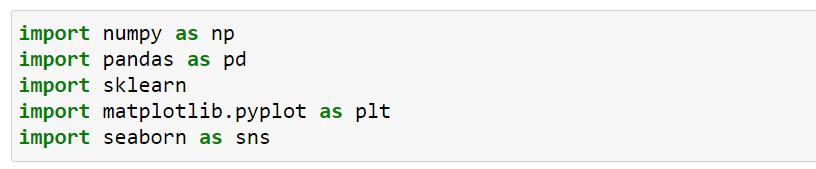 import numpy as np
import pandas as pd
import sklearn
import matplotlib.pyplot as plt
import seaborn as sns